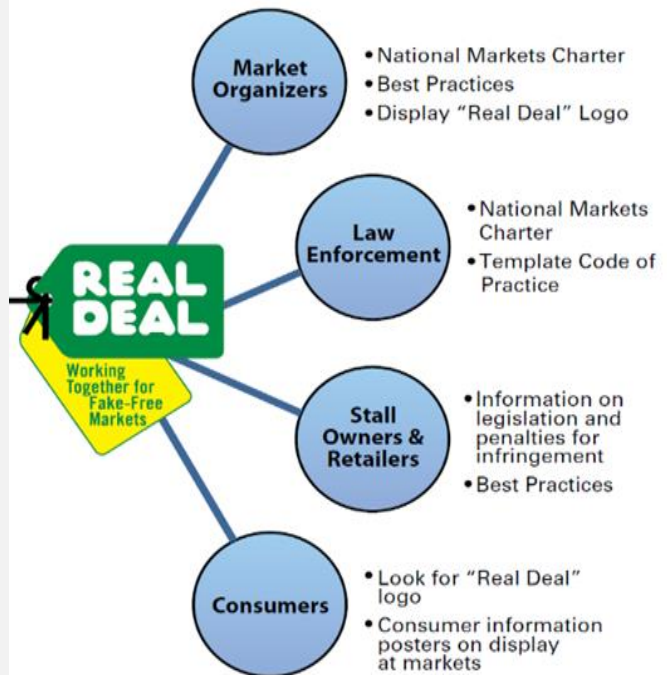 Market
Organizers
• National Markets Charter
• Best Practices
• Display “Real Deal” Logo
Law
Enforcement
• National Markets
Charter
• Template Code of
Practice
REAL
DEAL
Working
Together for
Fake-Free
Markets
Stall
Owners &
Retailers
• Information on
legislation and
penalties for
infringement
• Best Practices
Consumers
• Look for “Real Deal”
logo
• Consumer information
posters on display
at markets